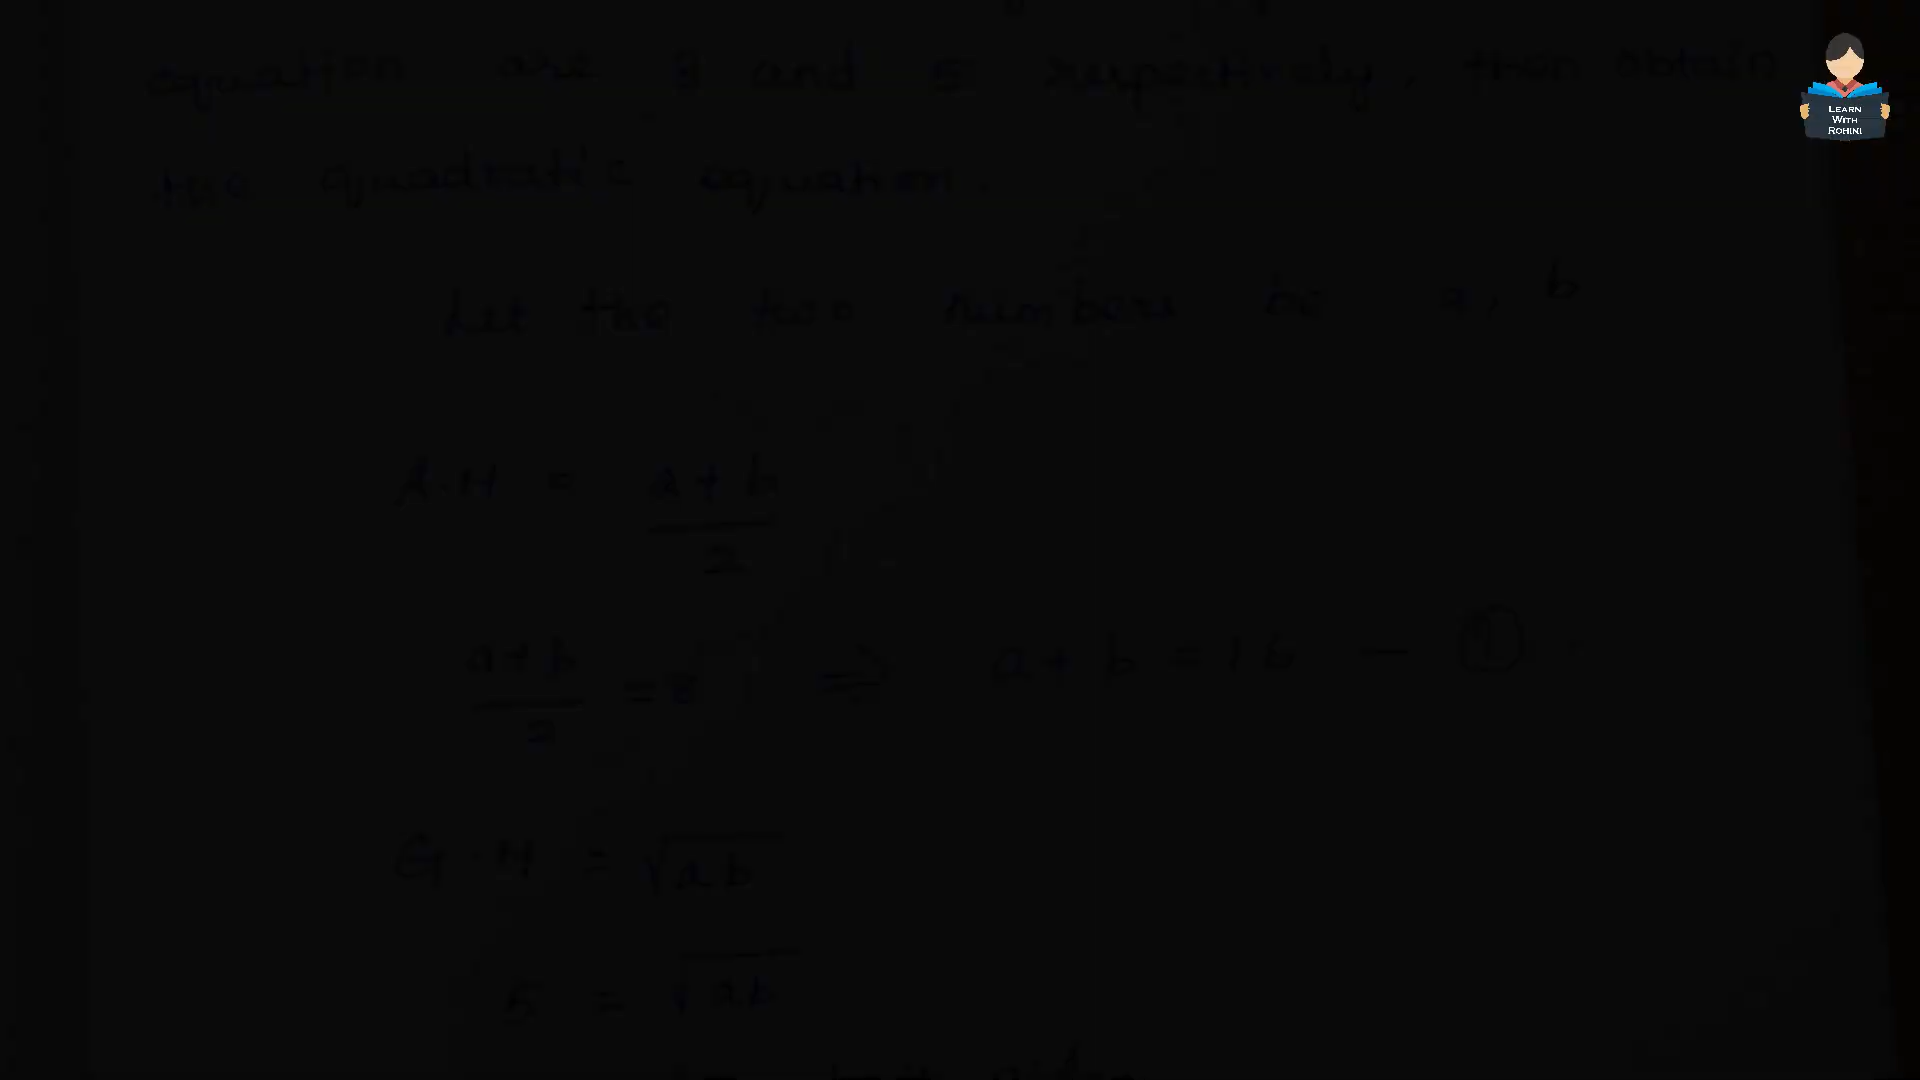 equation are 8 and 5 respectively, then obtain
the quadratic equation.
Let the two numbers be a, b
A.M = a + b / 2
a + b / 2 = 8 ⇒ a + b = 16 — ①
G.M = √ab
5 = √ab
LEARN
WITH
ROHINI